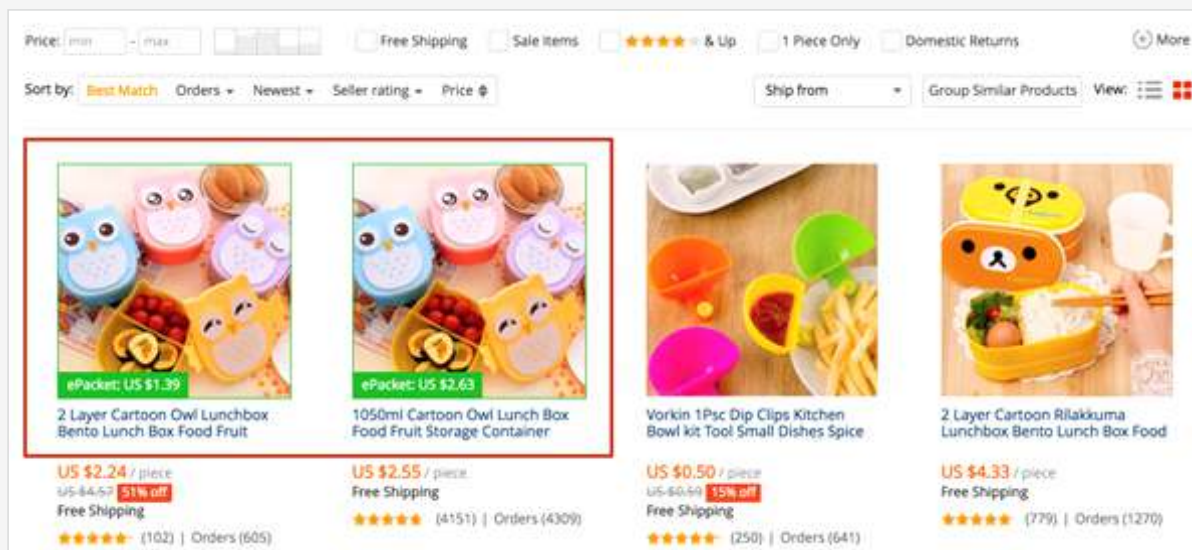 Price: min - max Free Shipping Sale Items & Up 1 Piece Only Domestic Returns More
Sort by: Best Match Orders Newest Seller rating Price Ship from Group Similar Products View:
ePacket: US $1.39
2 Layer Cartoon Owl Lunchbox
Bento Lunch Box Food Fruit
US $2.24 / piece
US $4.57 51% off
Free Shipping
(102) | Orders (605)
ePacket: US $2.63
1050ml Cartoon Owl Lunch Box
Food Fruit Storage Container
US $2.55 / piece
Free Shipping
(4151) | Orders (4309)
Vorkin 1Psc Dip Clips Kitchen
Bowl kit Tool Small Dishes Spice
US $0.50 / piece
US $0.59 15% off
Free Shipping
(250) | Orders (641)
2 Layer Cartoon Rilakkuma
Lunchbox Bento Lunch Box Food
US $4.33 / piece
Free Shipping
(779) | Orders (1270)